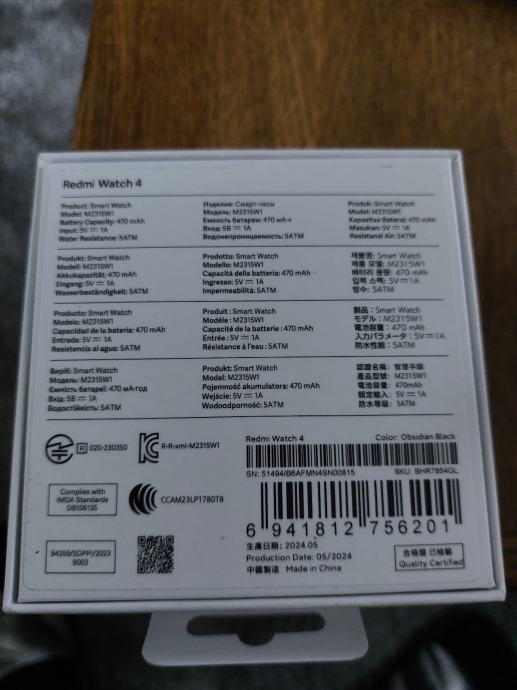 Redmi Watch 4
Product: Smart Watch
Model: M2315W1
Battery Capacity: 470 mAh
Input: 5V ⎓ 1A
Water Resistance: 5ATM
Изделие: Смарт-часы
Модель: M2315W1
Емкость батареи: 470 мА·ч
Вход: 5В ⎓ 1A
Водонепроницаемость: 5ATM
Produk: Smart Watch
Model: M2315W1
Kapasitas Baterai: 470 mAh
Masukan: 5V ⎓ 1A
Resistansi Air: 5ATM
Produkt: Smart Watch
Modell: M2315W1
Akkukapazität: 470 mAh
Eingang: 5V ⎓ 1A
Wasserbeständigkeit: 5ATM
Prodotto: Smart Watch
Modello: M2315W1
Capacità della batteria: 470 mAh
Ingresso: 5V ⎓ 1A
Impermeabilità: 5ATM
제품명: Smart Watch
제품 모델: M2315W1
배터리 용량: 470 mAh
입력 스펙: 5V ⎓ 1A
방수: 5ATM
Producto: Smart Watch
Modelo: M2315W1
Capacidad de la batería: 470 mAh
Entrada: 5V ⎓ 1A
Resistencia al agua: 5ATM
Produit: Smart Watch
Modèle: M2315W1
Capacité de la batterie: 470 mAh
Entrée: 5V ⎓ 1A
Résistance à l'eau: 5ATM
製品：Smart Watch
モデル：M2315W1
電池容量：470 mAh
入力パラメータ：5V ⎓ 1A
防水性能：5ATM
Виріб: Smart Watch
Модель: M2315W1
Ємність батареї: 470 мА·год
Вхід: 5В ⎓ 1A
Водостійкість: 5ATM
Produkt: Smart Watch
Model: M2315W1
Pojemność akumulatora: 470 mAh
Wejście: 5V ⎓ 1A
Wodoodporność: 5ATM
認證名稱：智慧手錶
產品型號：M2315W1
電池容量：470mAh
額定輸入：5V ⎓ 1A
防水等級：5ATM
R 020-230350
R-R-xmi-M2315W1
Redmi Watch 4 Color: Obsidian Black
SN: 51494/B6AFMN4SN00815 SKU: BHR7854GL
Complies with
IMDA Standards
DB106135
CCAM23LP1780T8
6 941812 756201
94359/SDPPI/2023
9003
生產日期：2024.05
Production Date: 05/2024
中國製造 Made in China
合格證 已檢驗
Quality Certified